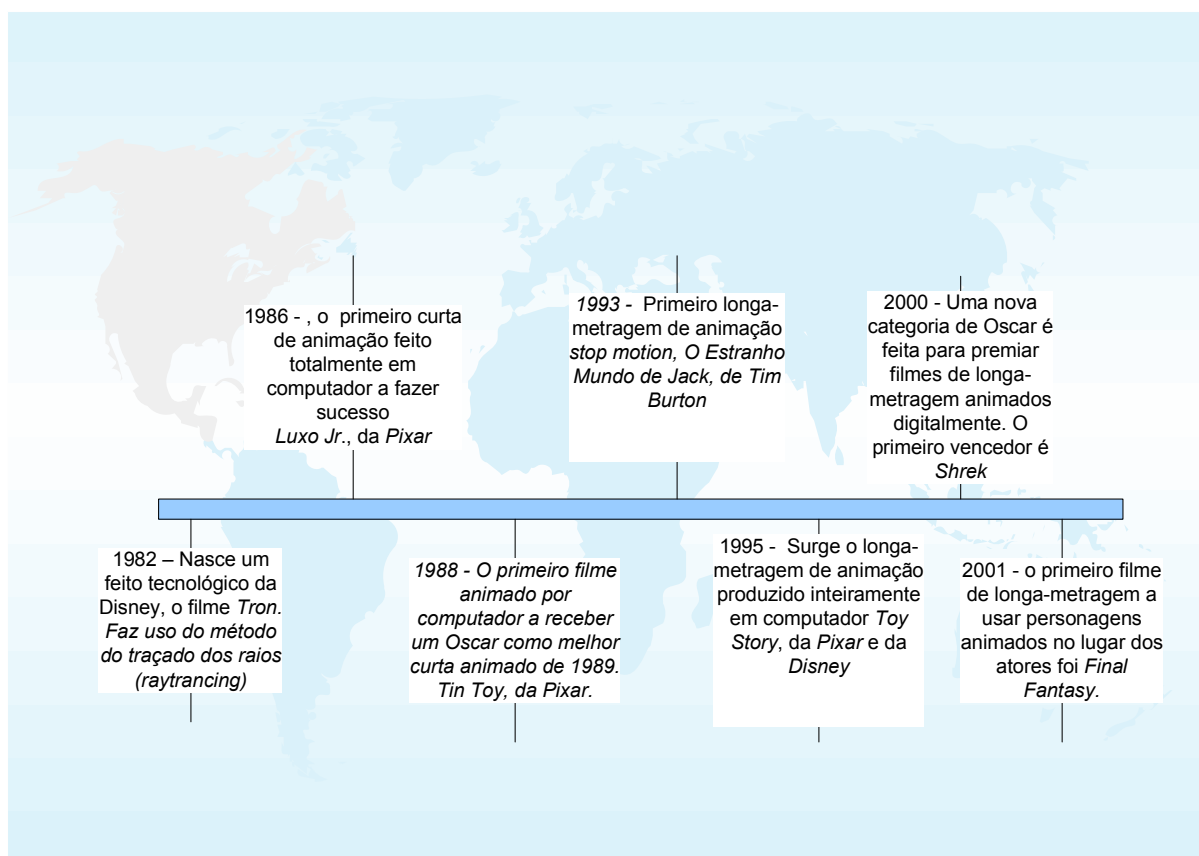 1986 - , o  primeiro curta
de animação feito
totalmente em
computador a fazer
sucesso
Luxo Jr., da Pixar
1993 -  Primeiro longa-
metragem de animação
stop motion, O Estranho
Mundo de Jack, de Tim
Burton
2000 - Uma nova
categoria de Oscar é
feita para premiar
filmes de longa-
metragem animados
digitalmente. O
primeiro vencedor é
Shrek
1982 – Nasce um
feito tecnológico da
Disney, o filme Tron.
Faz uso do método
do traçado dos raios
(raytrancing)
1988 - O primeiro filme
animado por
computador a receber
um Oscar como melhor
curta animado de 1989.
Tin Toy, da Pixar.
1995 -  Surge o longa-
metragem de animação
produzido inteiramente
em computador Toy
Story, da Pixar e da
Disney
2001 - o primeiro filme
de longa-metragem a
usar personagens
animados no lugar dos
atores foi Final
Fantasy.